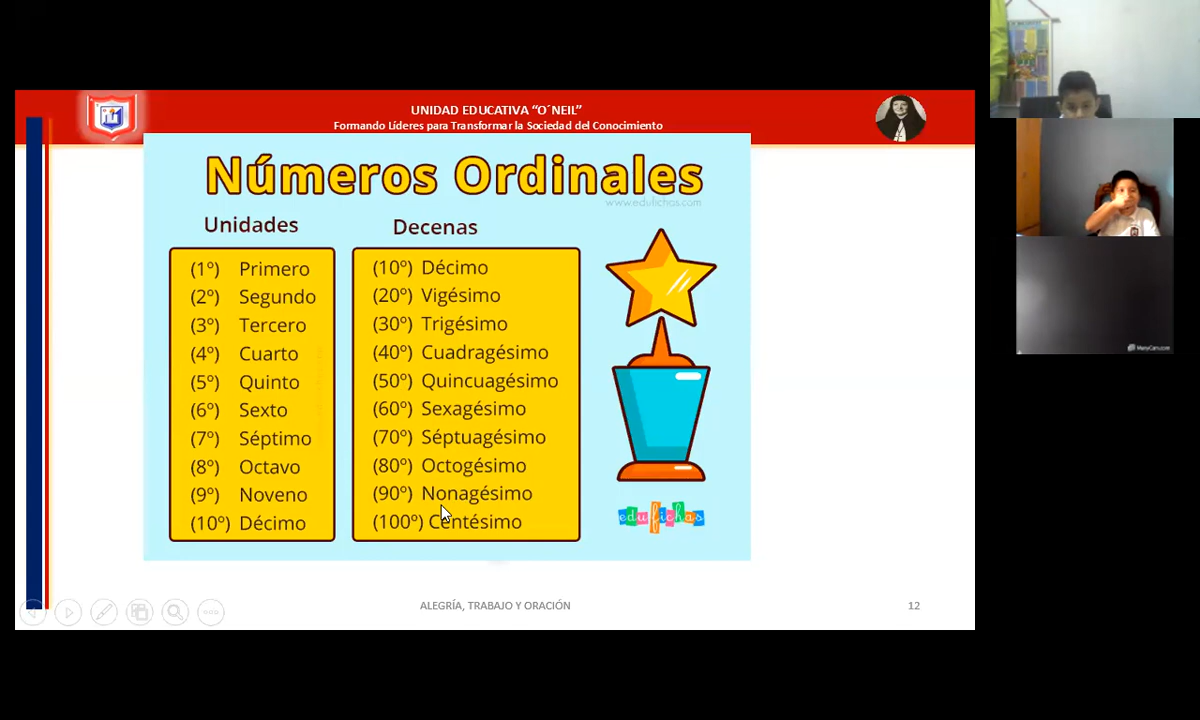 UNIDAD EDUCATIVA “O´NEIL”
Formando Líderes para Transformar la Sociedad del Conocimiento
Números Ordinales
www.edufichas.com
Unidades
(1º) Primero
(2º) Segundo
(3º) Tercero
(4º) Cuarto
(5º) Quinto
(6º) Sexto
(7º) Séptimo
(8º) Octavo
(9º) Noveno
(10º) Décimo
Decenas
(10º) Décimo
(20º) Vigésimo
(30º) Trigésimo
(40º) Cuadragésimo
(50º) Quincuagésimo
(60º) Sexagésimo
(70º) Séptuagésimo
(80º) Octogésimo
(90º) Nonagésimo
(100º) Centésimo
edufichas
ALEGRÍA, TRABAJO Y ORACIÓN
12
ManyCam.com